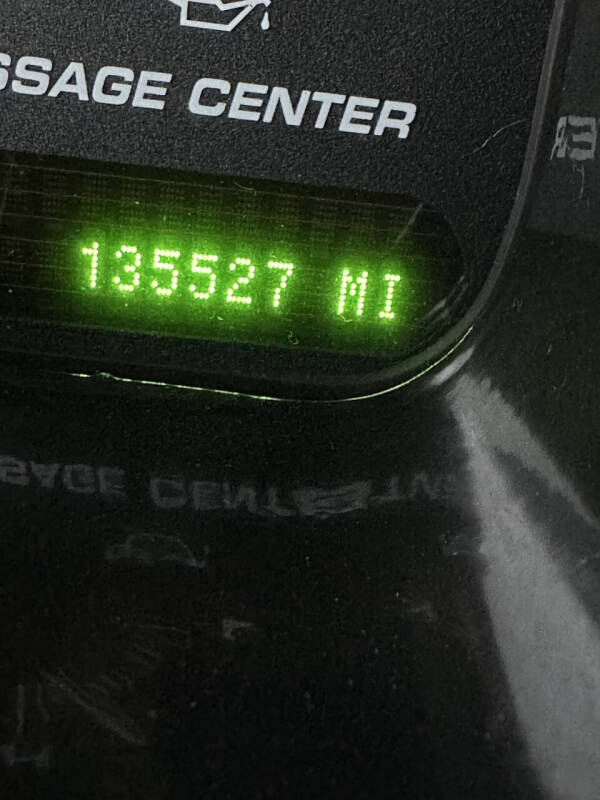 SSAGE CENTER
135527 MI